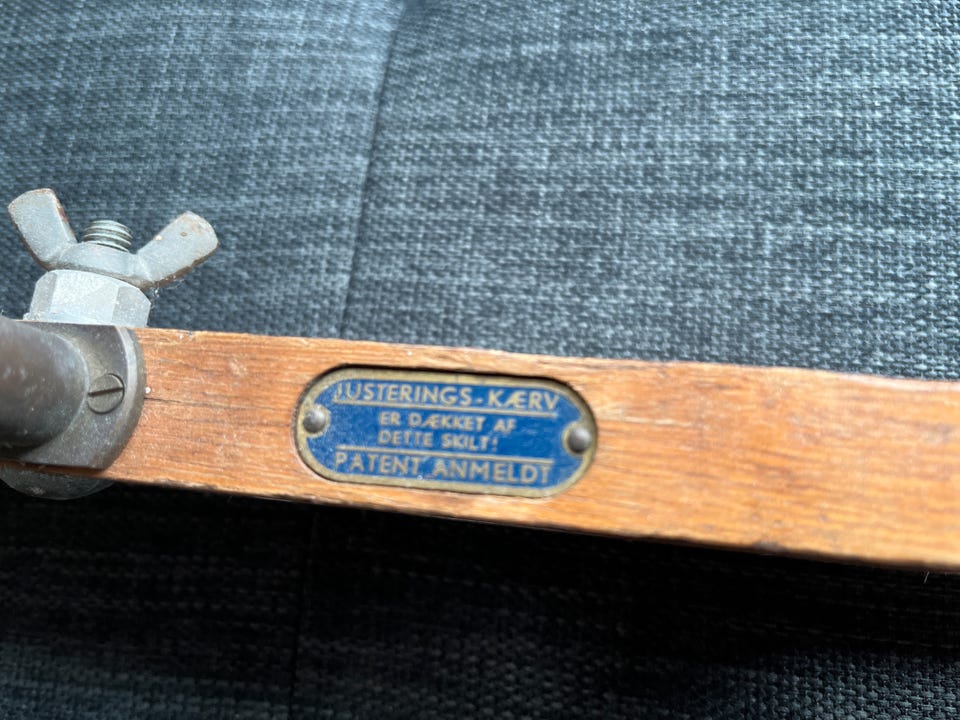 JUSTERINGS-KÆRV
ER DÆKKET AF
DETTE SKILT!
PATENT ANMELDT